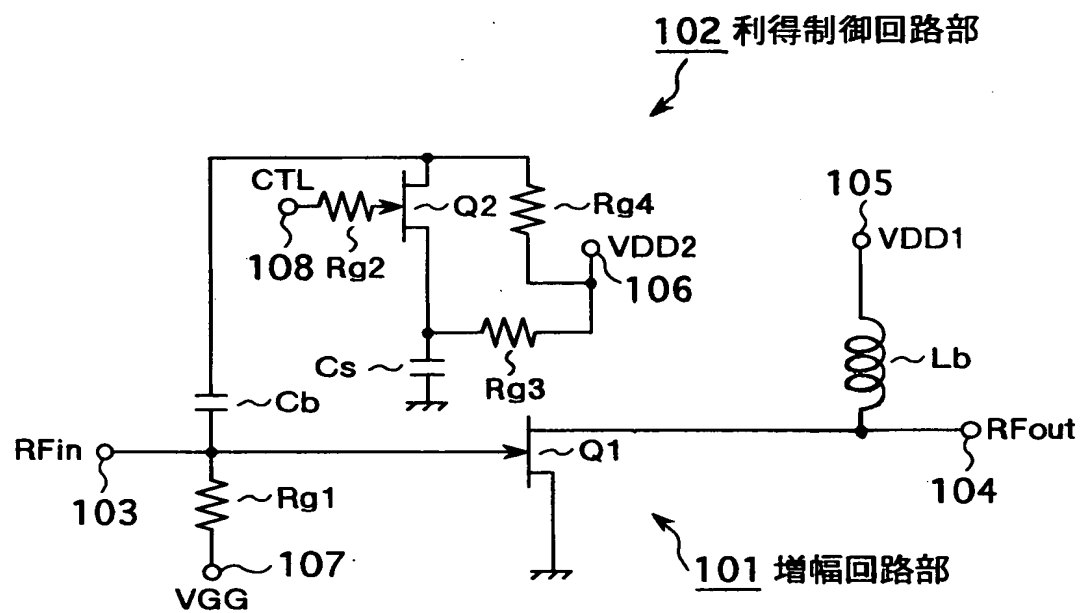 102 利得制御回路部
CTL
Q2
Rg4
105
VDD1
VDD2
108
Rg2
106
Cs
Rg3
Lb
Cb
RFin
Q1
RFout
103
Rg1
104
107
VGG
101 増幅回路部